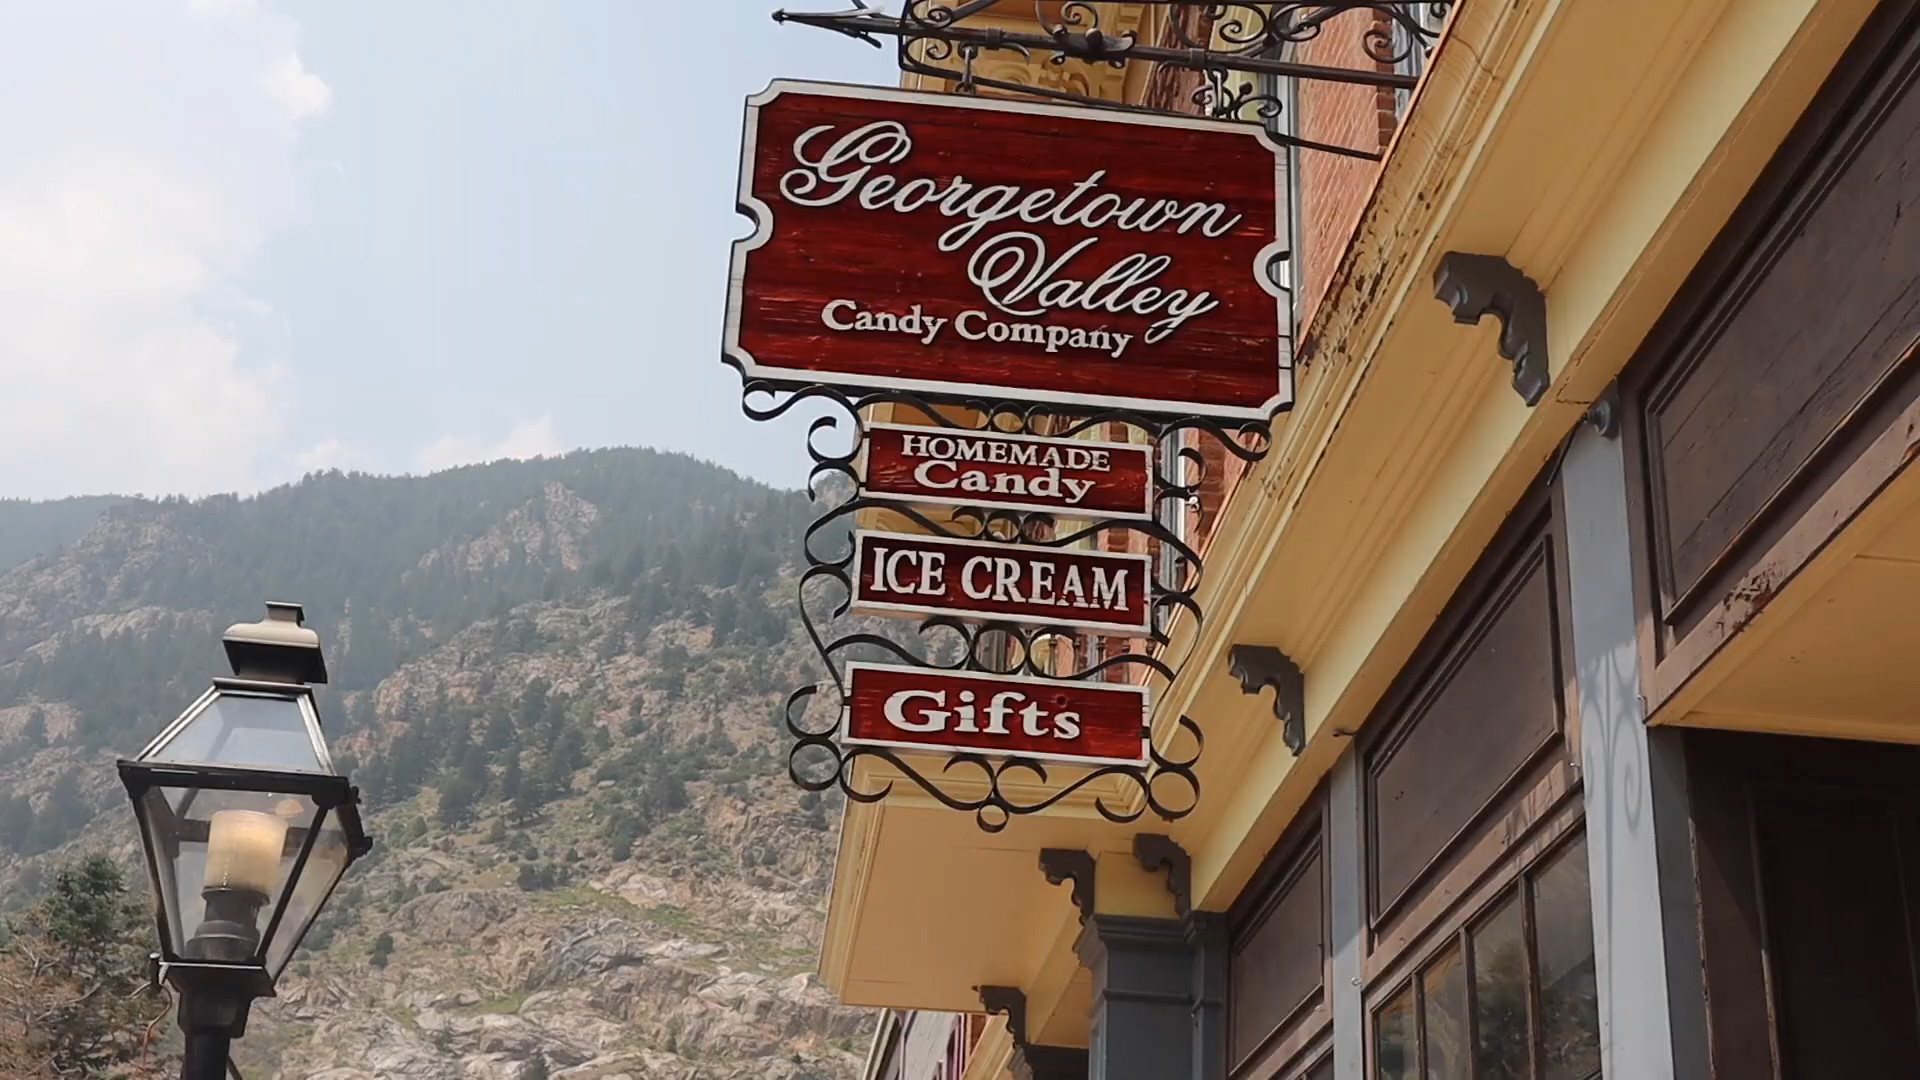 Georgetown
Valley
Candy Company
HOMEMADE
Candy
ICE CREAM
Gifts